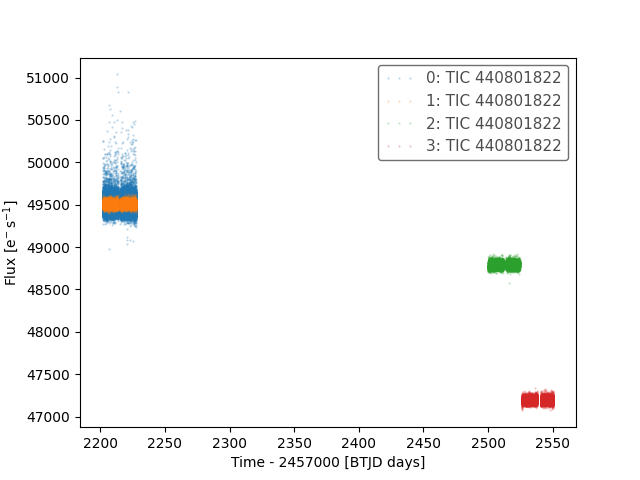 51000
50500
50000
49500
49000
48500
48000
47500
47000
Flux [e⁻ s⁻¹]
0: TIC 440801822
1: TIC 440801822
2: TIC 440801822
3: TIC 440801822
2200 2250 2300 2350 2400 2450 2500 2550
Time - 2457000 [BTJD days]